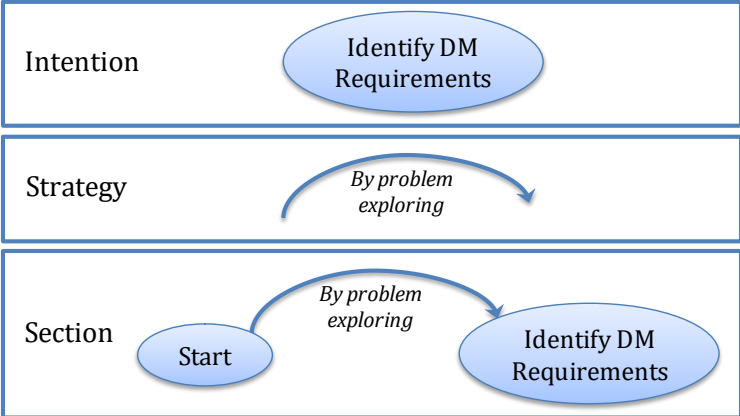 Intention
Identify DM
Requirements
Strategy
By problem
exploring
Section
By problem
exploring
Start
Identify DM
Requirements